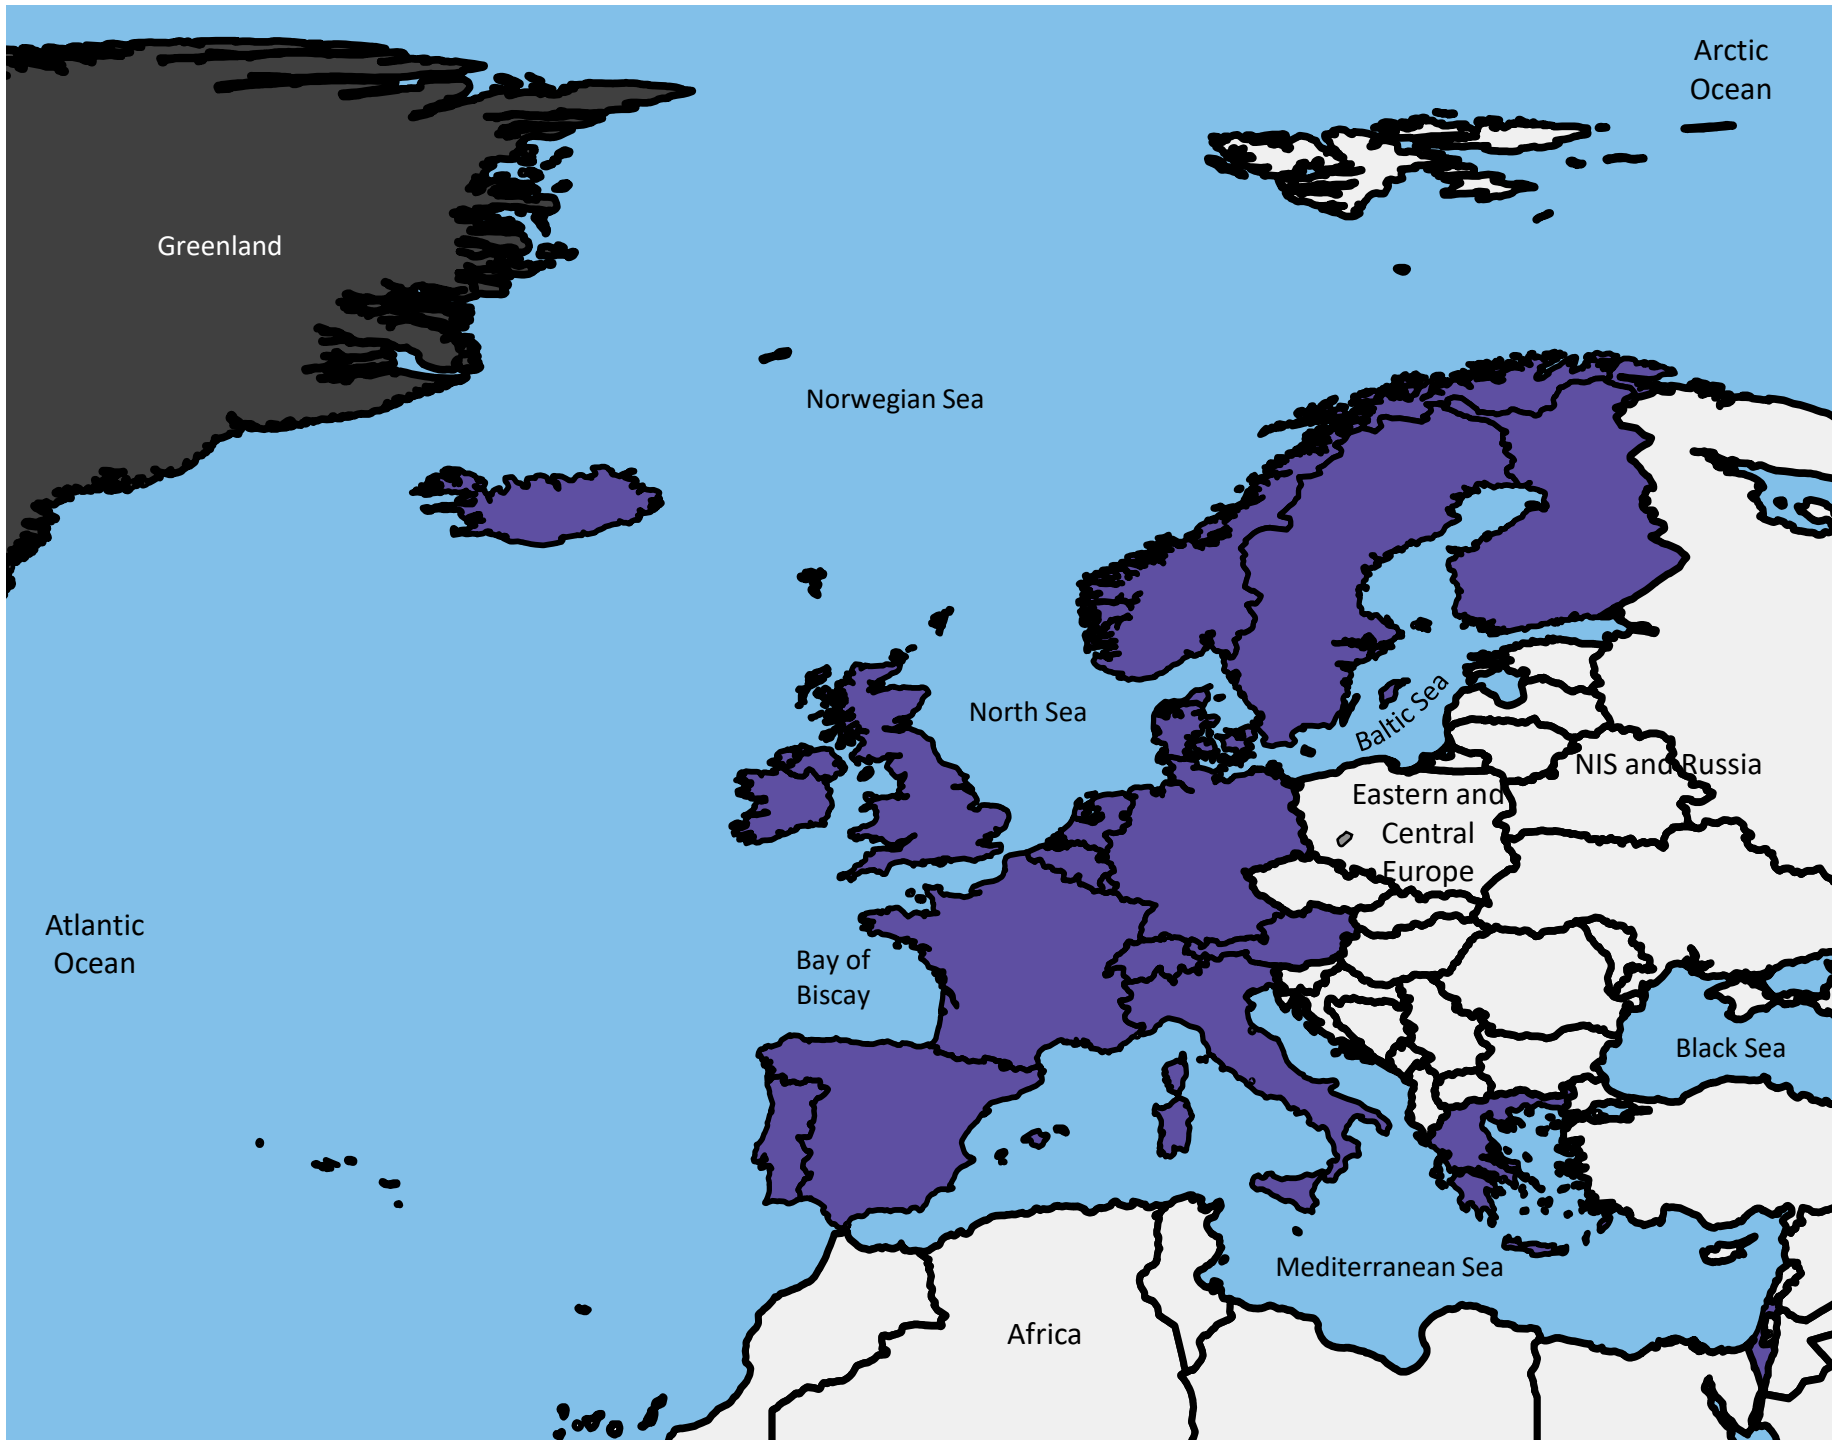 Arctic
Ocean
Greenland
Norwegian Sea
North Sea
Baltic Sea
NIS and Russia
Eastern and
Central
Europe
Atlantic
Ocean
Bay of
Biscay
Black Sea
Mediterranean Sea
Africa